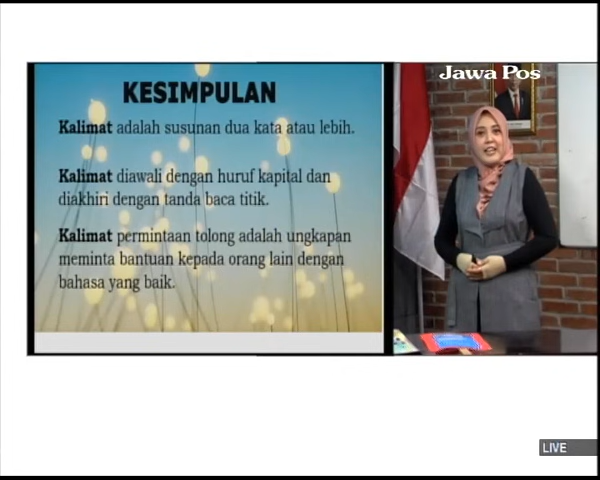 KESIMPULAN
Kalimat adalah susunan dua kata atau lebih.
Kalimat diawali dengan huruf kapital dan
diakhiri dengan tanda baca titik.
Kalimat permintaan tolong adalah ungkapan
meminta bantuan kepada orang lain dengan
bahasa yang baik.
Jawa Pos
LIVE